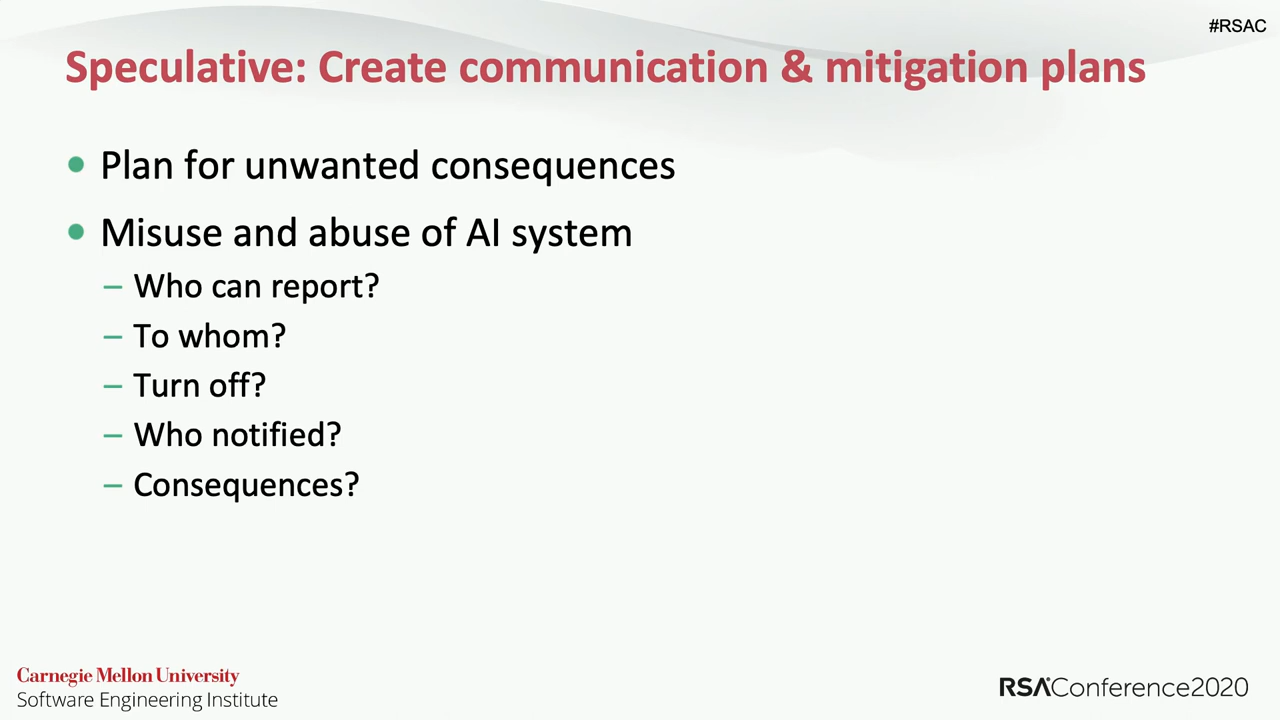 #RSAC
Speculative: Create communication & mitigation plans
• Plan for unwanted consequences
• Misuse and abuse of AI system
– Who can report?
– To whom?
– Turn off?
– Who notified?
– Consequences?
Carnegie Mellon University
Software Engineering Institute
RSAConference2020